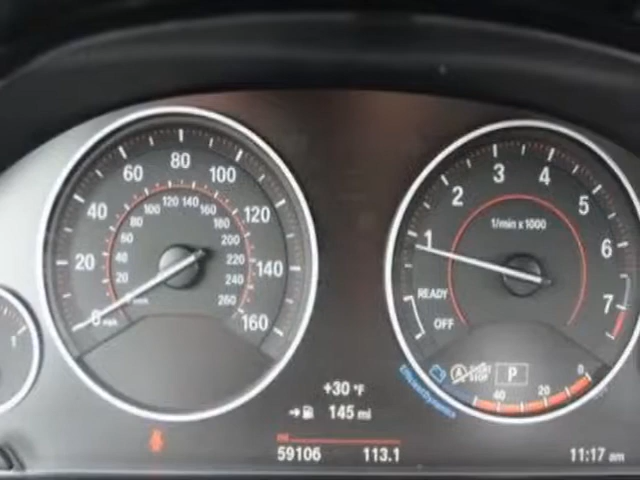 80
60
100
40
120
20
140
0 mph
160
120 140
100 160
80 180
60 200
40 220
20 240
260
3
4
2
5
1
6
7
1/min x 1000
READY
OFF
EfficientDynamics
A
P
40
20
0
+30 °F
145 mi
59106 113.1
11:17 am